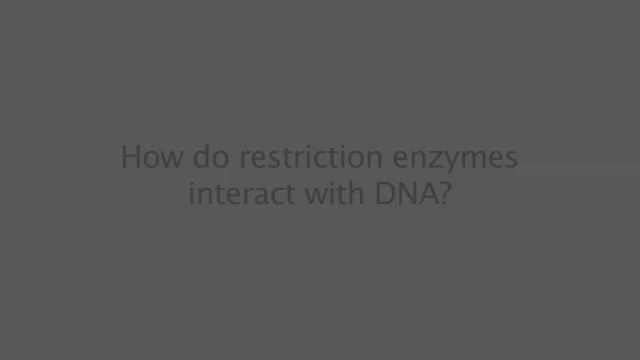 How do restriction enzymes
interact with DNA?